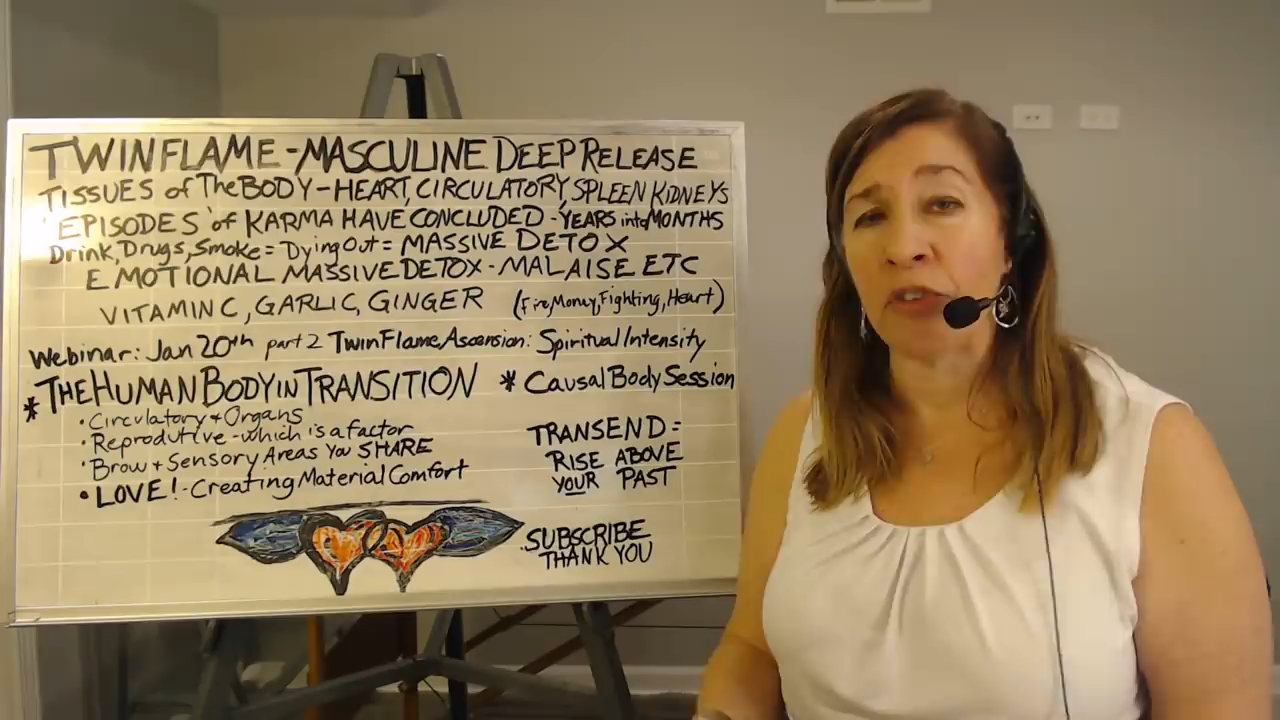 TWINFLAME - MASCULINE DEEP RELEASE
TISSUES of The BODY - HEART, CIRCULATORY, SPLEEN KIDNEYS
EPISODES of KARMA HAVE CONCLUDED - YEARS into MONTHS
Drink, Drugs, Smoke = Dying Out = MASSIVE DETOX
EMOTIONAL MASSIVE DETOX - MALAISE ETC
VITAMIN C, GARLIC, GINGER (Fire, Money, Fighting, Heart)
Webinar: Jan 20th part 2 TwinFlame Ascension: Spiritual Intensity
* THE HUMAN BODY IN TRANSITION
• Circulatory + Organs
• Reprodutive - which is a factor
• Brow + Sensory Areas You SHARE
• LOVE! - Creating Material Comfort
* Causal Body Session
TRANSEND =
RISE ABOVE
YOUR PAST
SUBSCRIBE
THANK YOU